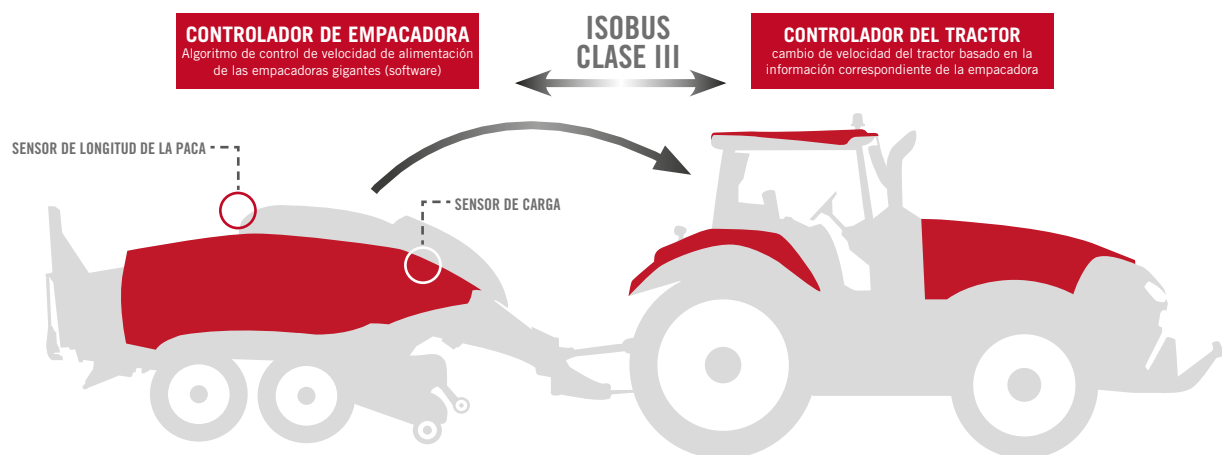 CONTROLADOR DE EMPACADORA
Algoritmo de control de velocidad de alimentación
de las empacadoras gigantes (software)
ISOBUS
CLASE III
CONTROLADOR DEL TRACTOR
cambio de velocidad del tractor basado en la
información correspondiente de la empacadora
SENSOR DE LONGITUD DE LA PACA
SENSOR DE CARGA